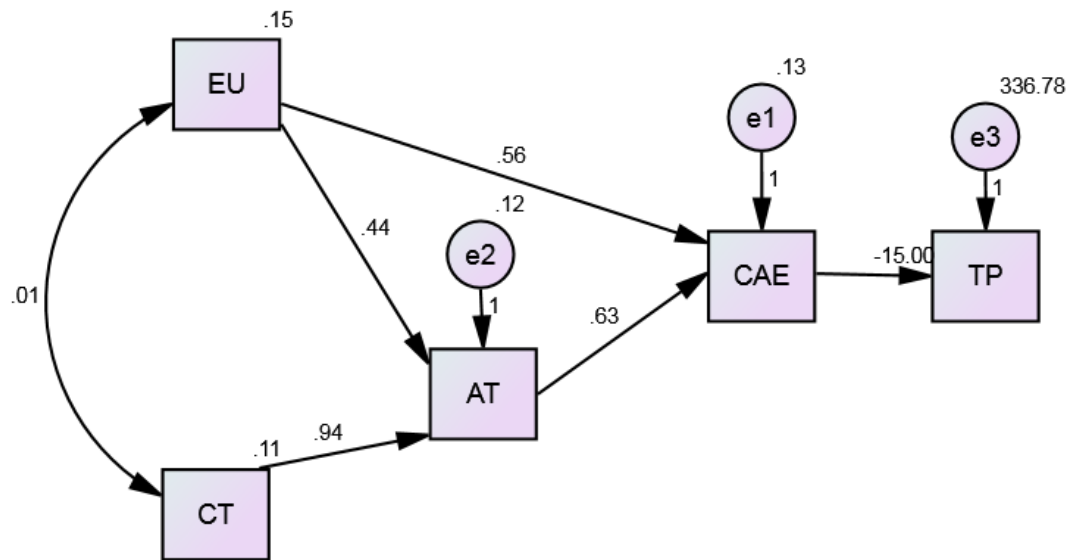 .15
EU
.13
e1
336.78
e3
.56
1
1
.12
.44
e2
CAE
-15.00
TP
.01
1
.63
AT
.94
.11
CT